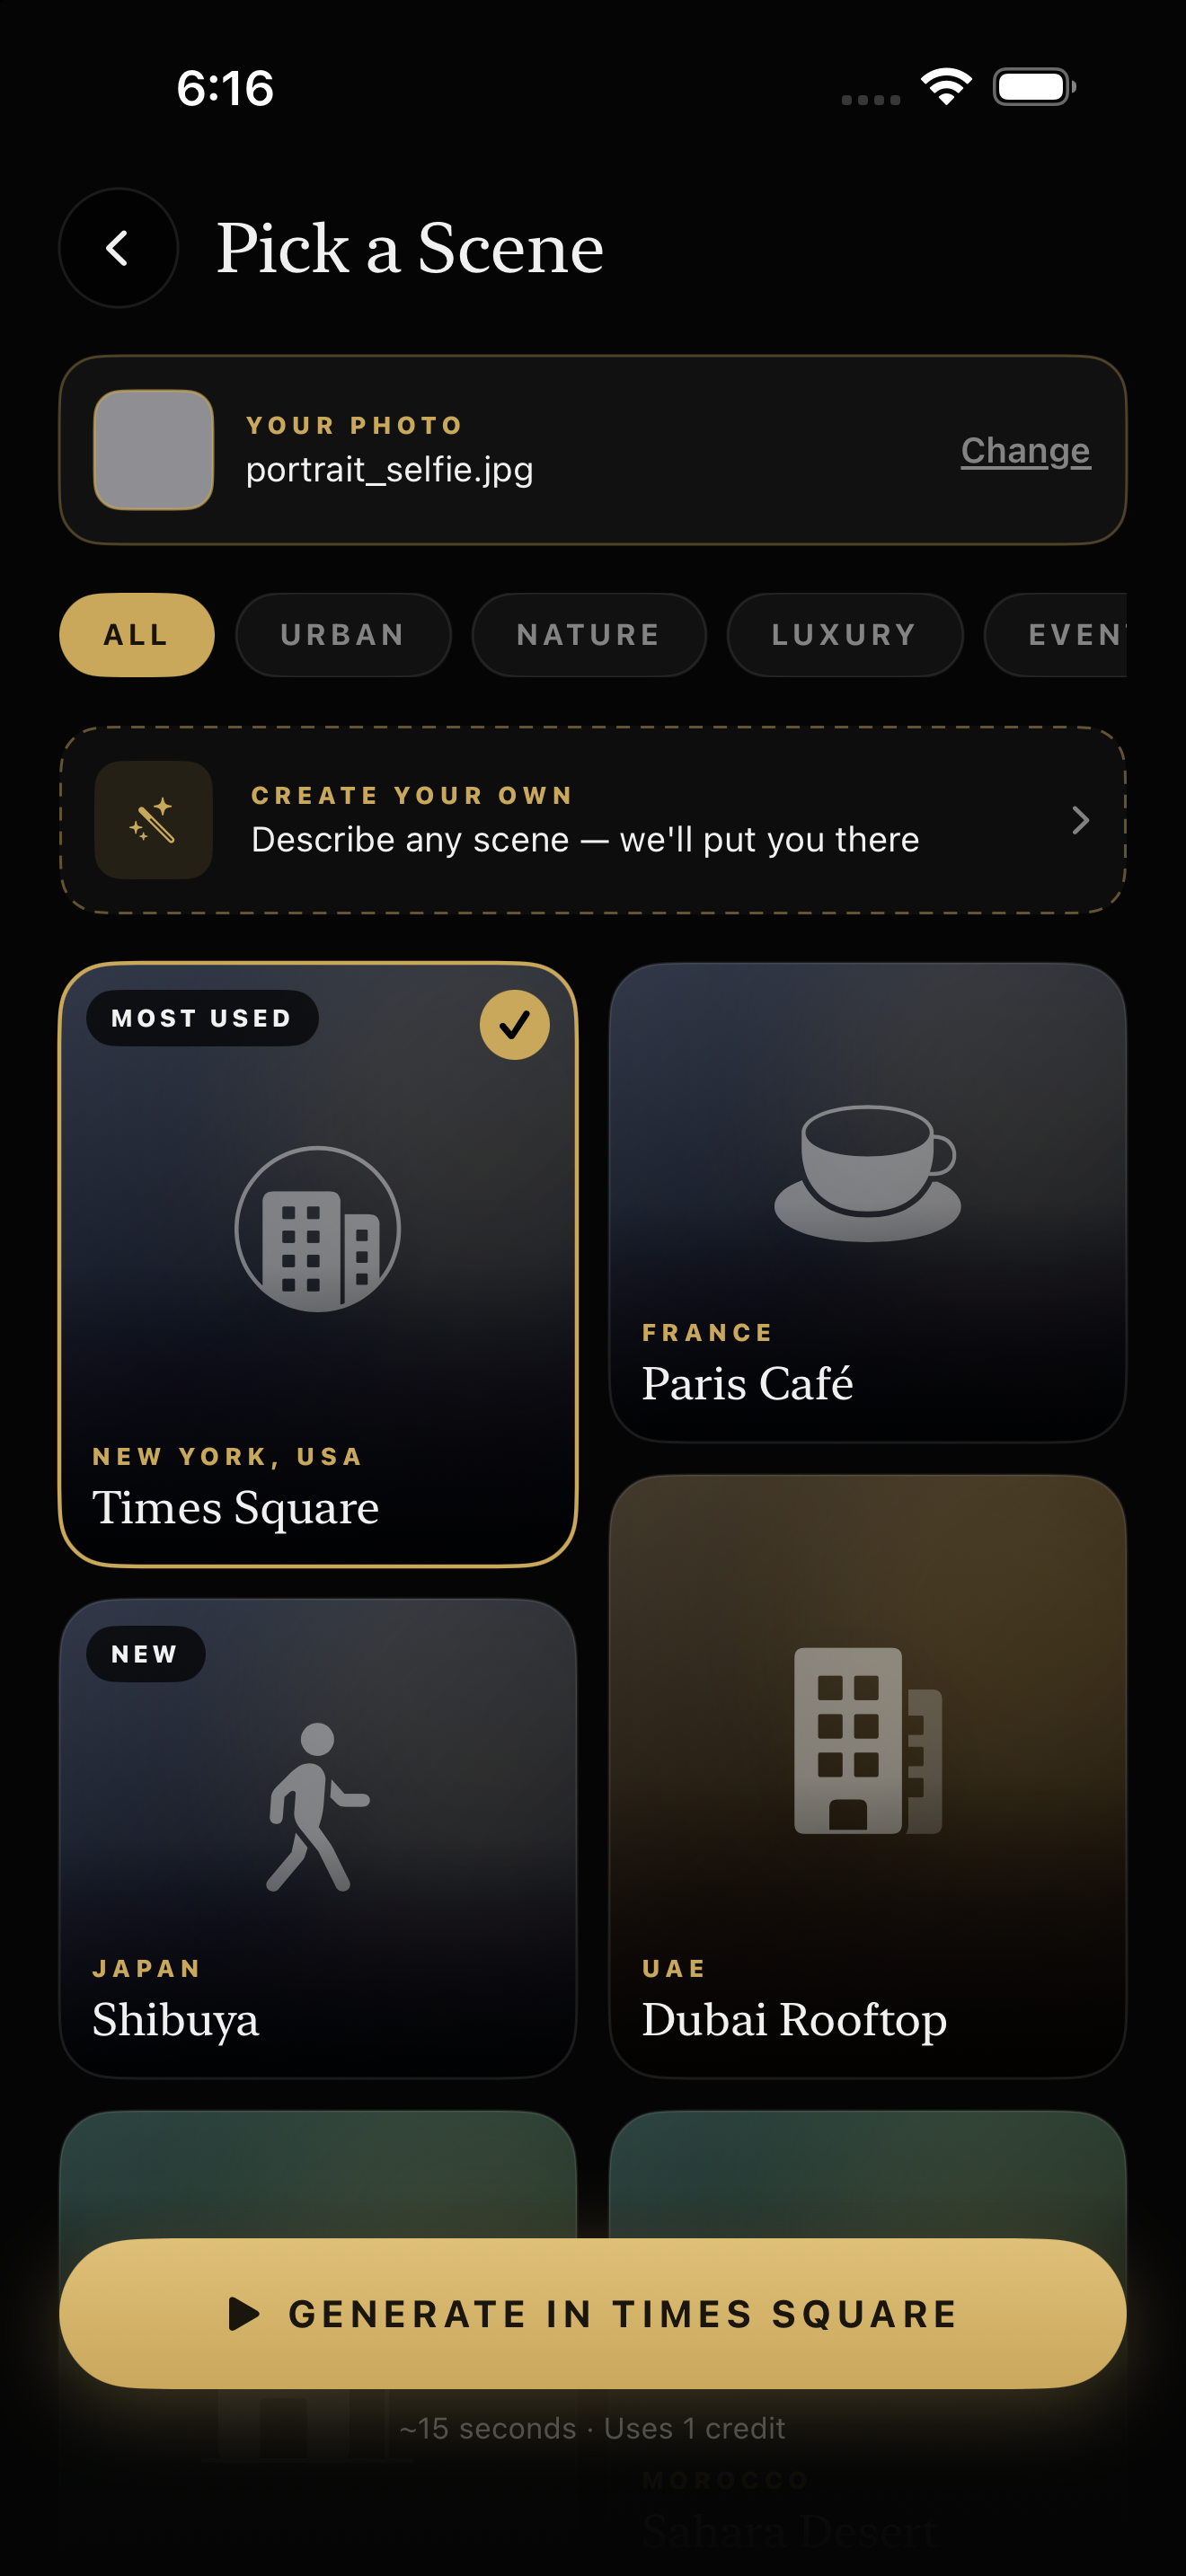 6:16
Pick a Scene
YOUR PHOTO
portrait_selfie.jpg
Change
ALL
URBAN
NATURE
LUXURY
EVEN
CREATE YOUR OWN
Describe any scene — we'll put you there
MOST USED
NEW YORK, USA
Times Square
FRANCE
Paris Café
NEW
JAPAN
Shibuya
UAE
Dubai Rooftop
GENERATE IN TIMES SQUARE
~15 seconds · Uses 1 credit
MOROCCO
Sahara Desert